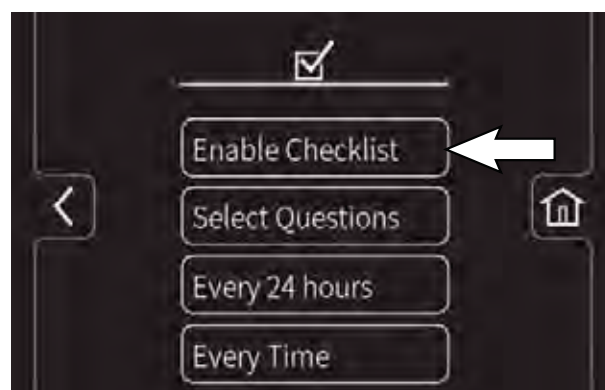 Enable Checklist
Select Questions
Every 24 hours
Every Time